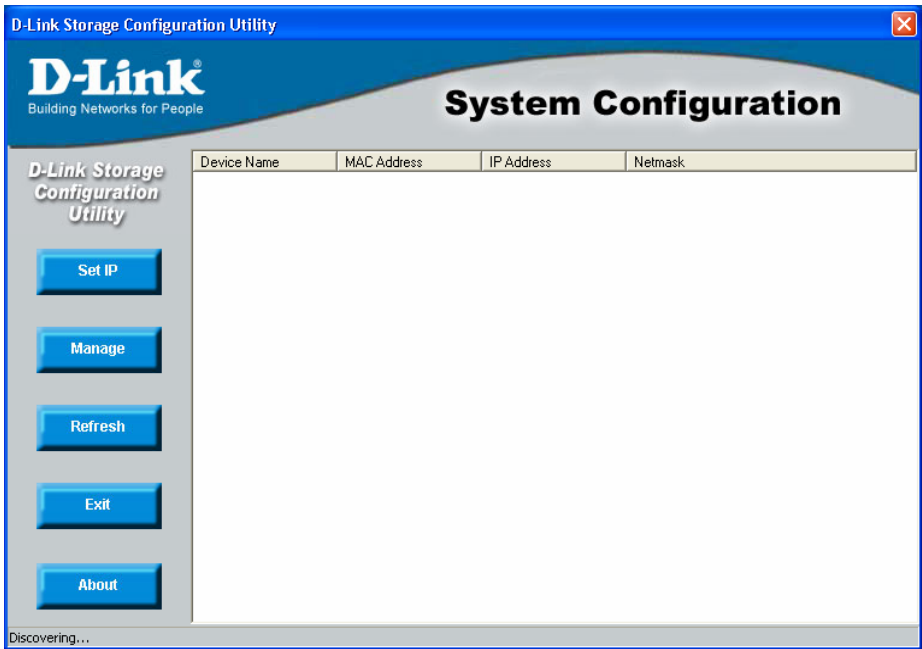 D-Link Storage Configuration Utility
D-Link®
Building Networks for People
System Configuration
D-Link Storage
Configuration
Utility
Device Name MAC Address IP Address Netmask
Set IP
Manage
Refresh
Exit
About
Discovering...